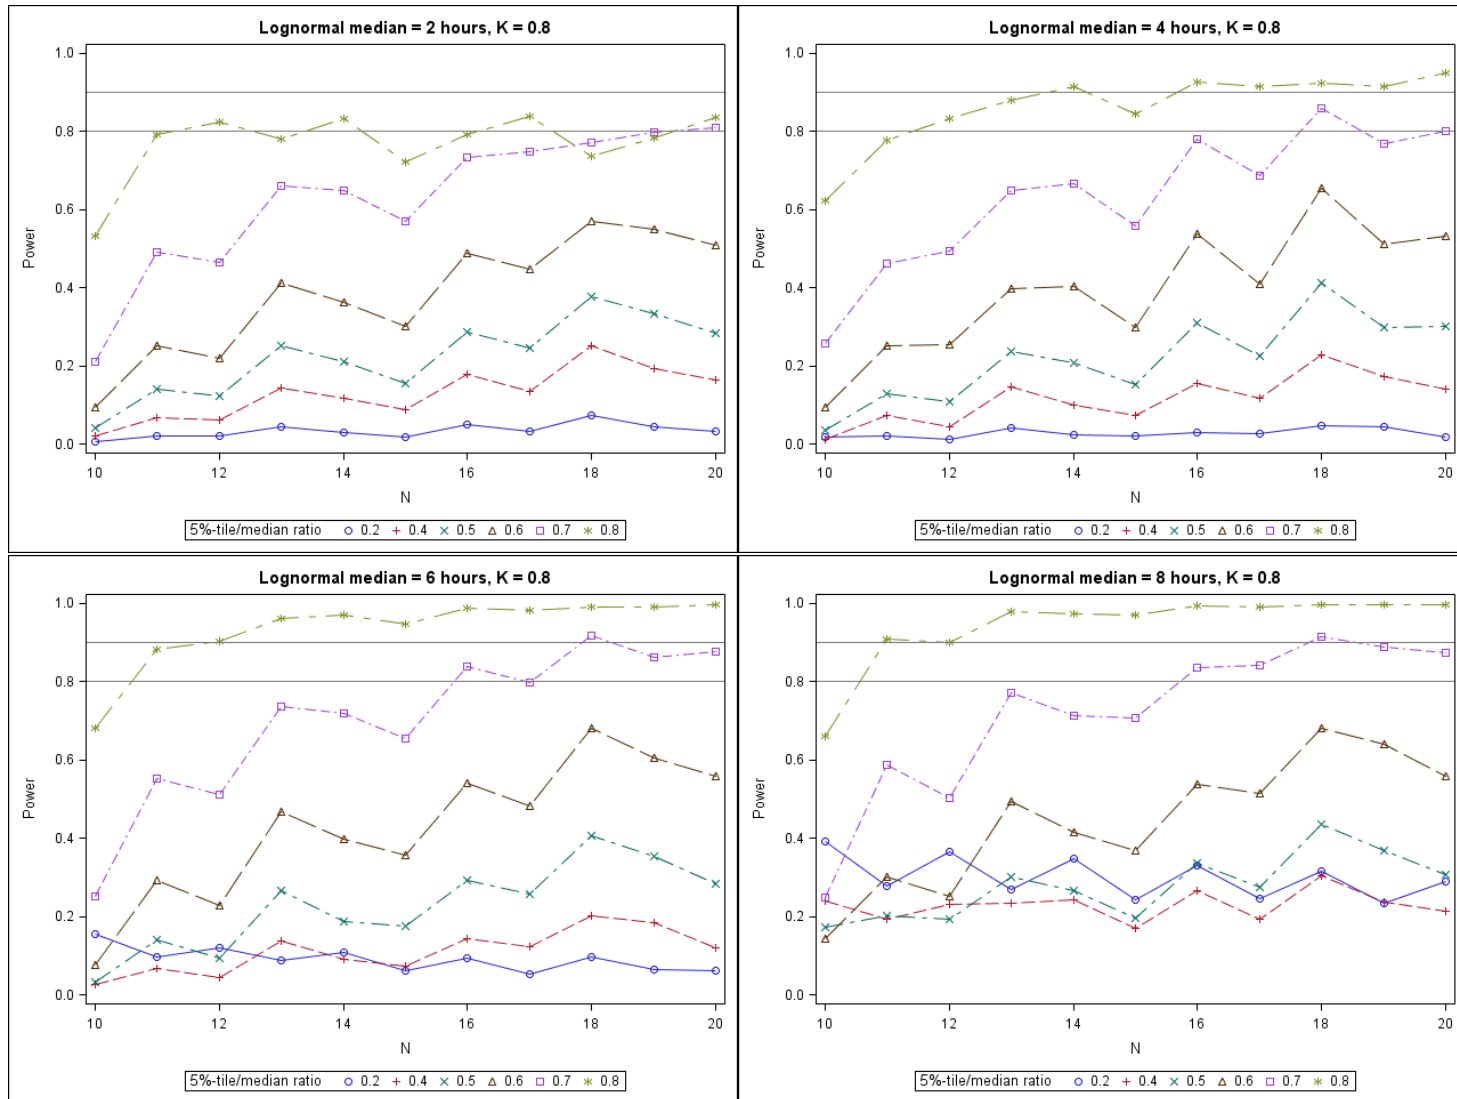 Lognormal median = 2 hours, K = 0.8
1.0
0.8
0.6
0.4
0.2
0.0
Power
10 12 14 16 18 20
N
5%-tile/median ratio 0.2 0.4 0.5 0.6 0.7 0.8
Lognormal median = 4 hours, K = 0.8
1.0
0.8
0.6
0.4
0.2
0.0
Power
10 12 14 16 18 20
N
5%-tile/median ratio 0.2 0.4 0.5 0.6 0.7 0.8
Lognormal median = 6 hours, K = 0.8
1.0
0.8
0.6
0.4
0.2
0.0
Power
10 12 14 16 18 20
N
5%-tile/median ratio 0.2 0.4 0.5 0.6 0.7 0.8
Lognormal median = 8 hours, K = 0.8
1.0
0.8
0.6
0.4
0.2
0.0
Power
10 12 14 16 18 20
N
5%-tile/median ratio 0.2 0.4 0.5 0.6 0.7 0.8